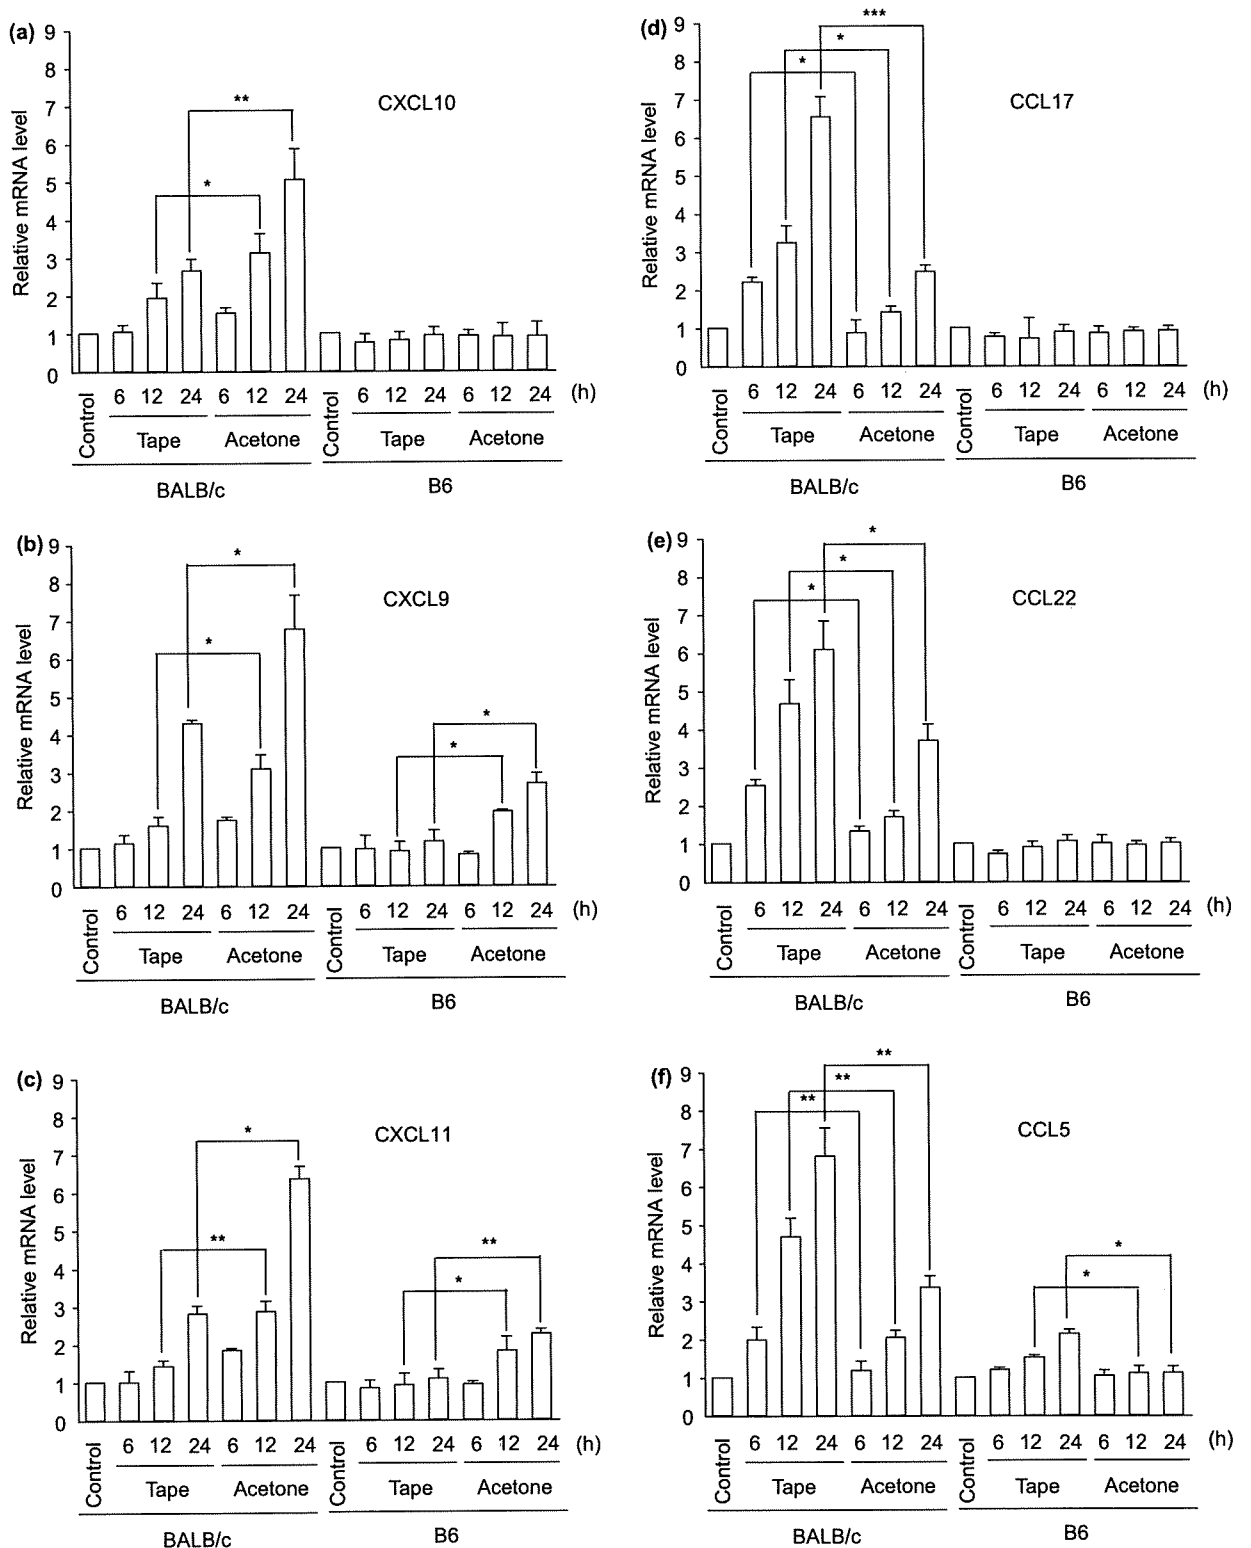 (a)
9
8
7
6
5
4
3
2
1
0
Relative mRNA level
CXCL10
**
*
6 12 24 6 12 24 6 12 24 6 12 24 (h)
Control Tape Acetone Control Tape Acetone
BALB/c B6
(b)
9
8
7
6
5
4
3
2
1
0
Relative mRNA level
CXCL9
*
*
*
*
6 12 24 6 12 24 6 12 24 6 12 24 (h)
Control Tape Acetone Control Tape Acetone
BALB/c B6
(c)
9
8
7
6
5
4
3
2
1
0
Relative mRNA level
CXCL11
*
**
**
*
6 12 24 6 12 24 6 12 24 6 12 24 (h)
Control Tape Acetone Control Tape Acetone
BALB/c B6
(d)
9
8
7
6
5
4
3
2
1
0
Relative mRNA level
CCL17
***
*
*
6 12 24 6 12 24 6 12 24 6 12 24 (h)
Control Tape Acetone Control Tape Acetone
BALB/c B6
(e)
9
8
7
6
5
4
3
2
1
0
Relative mRNA level
CCL22
*
*
*
6 12 24 6 12 24 6 12 24 6 12 24 (h)
Control Tape Acetone Control Tape Acetone
BALB/c B6
(f)
9
8
7
6
5
4
3
2
1
0
Relative mRNA level
CCL5
**
**
**
*
*
6 12 24 6 12 24 6 12 24 6 12 24 (h)
Control Tape Acetone Control Tape Acetone
BALB/c B6